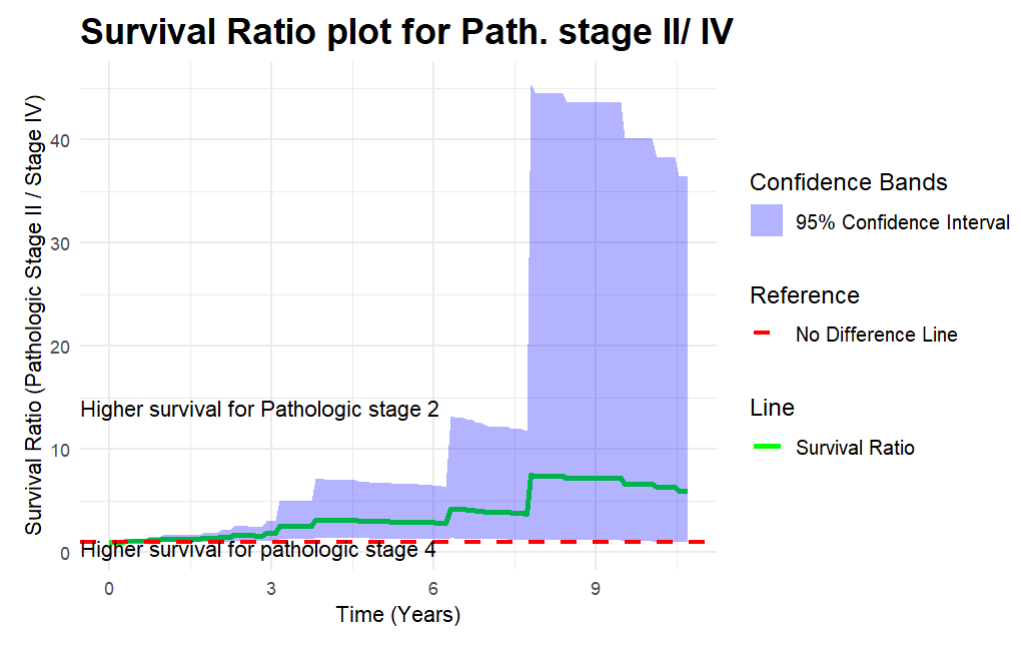 Survival Ratio plot for Path. stage II/ IV
Survival Ratio (Pathologic Stage II / Stage IV)
40
30
20
10
0
Higher survival for Pathologic stage 2
Higher survival for pathologic stage 4
0
3
6
9
Time (Years)
Confidence Bands
95% Confidence Interval
Reference
No Difference Line
Line
Survival Ratio